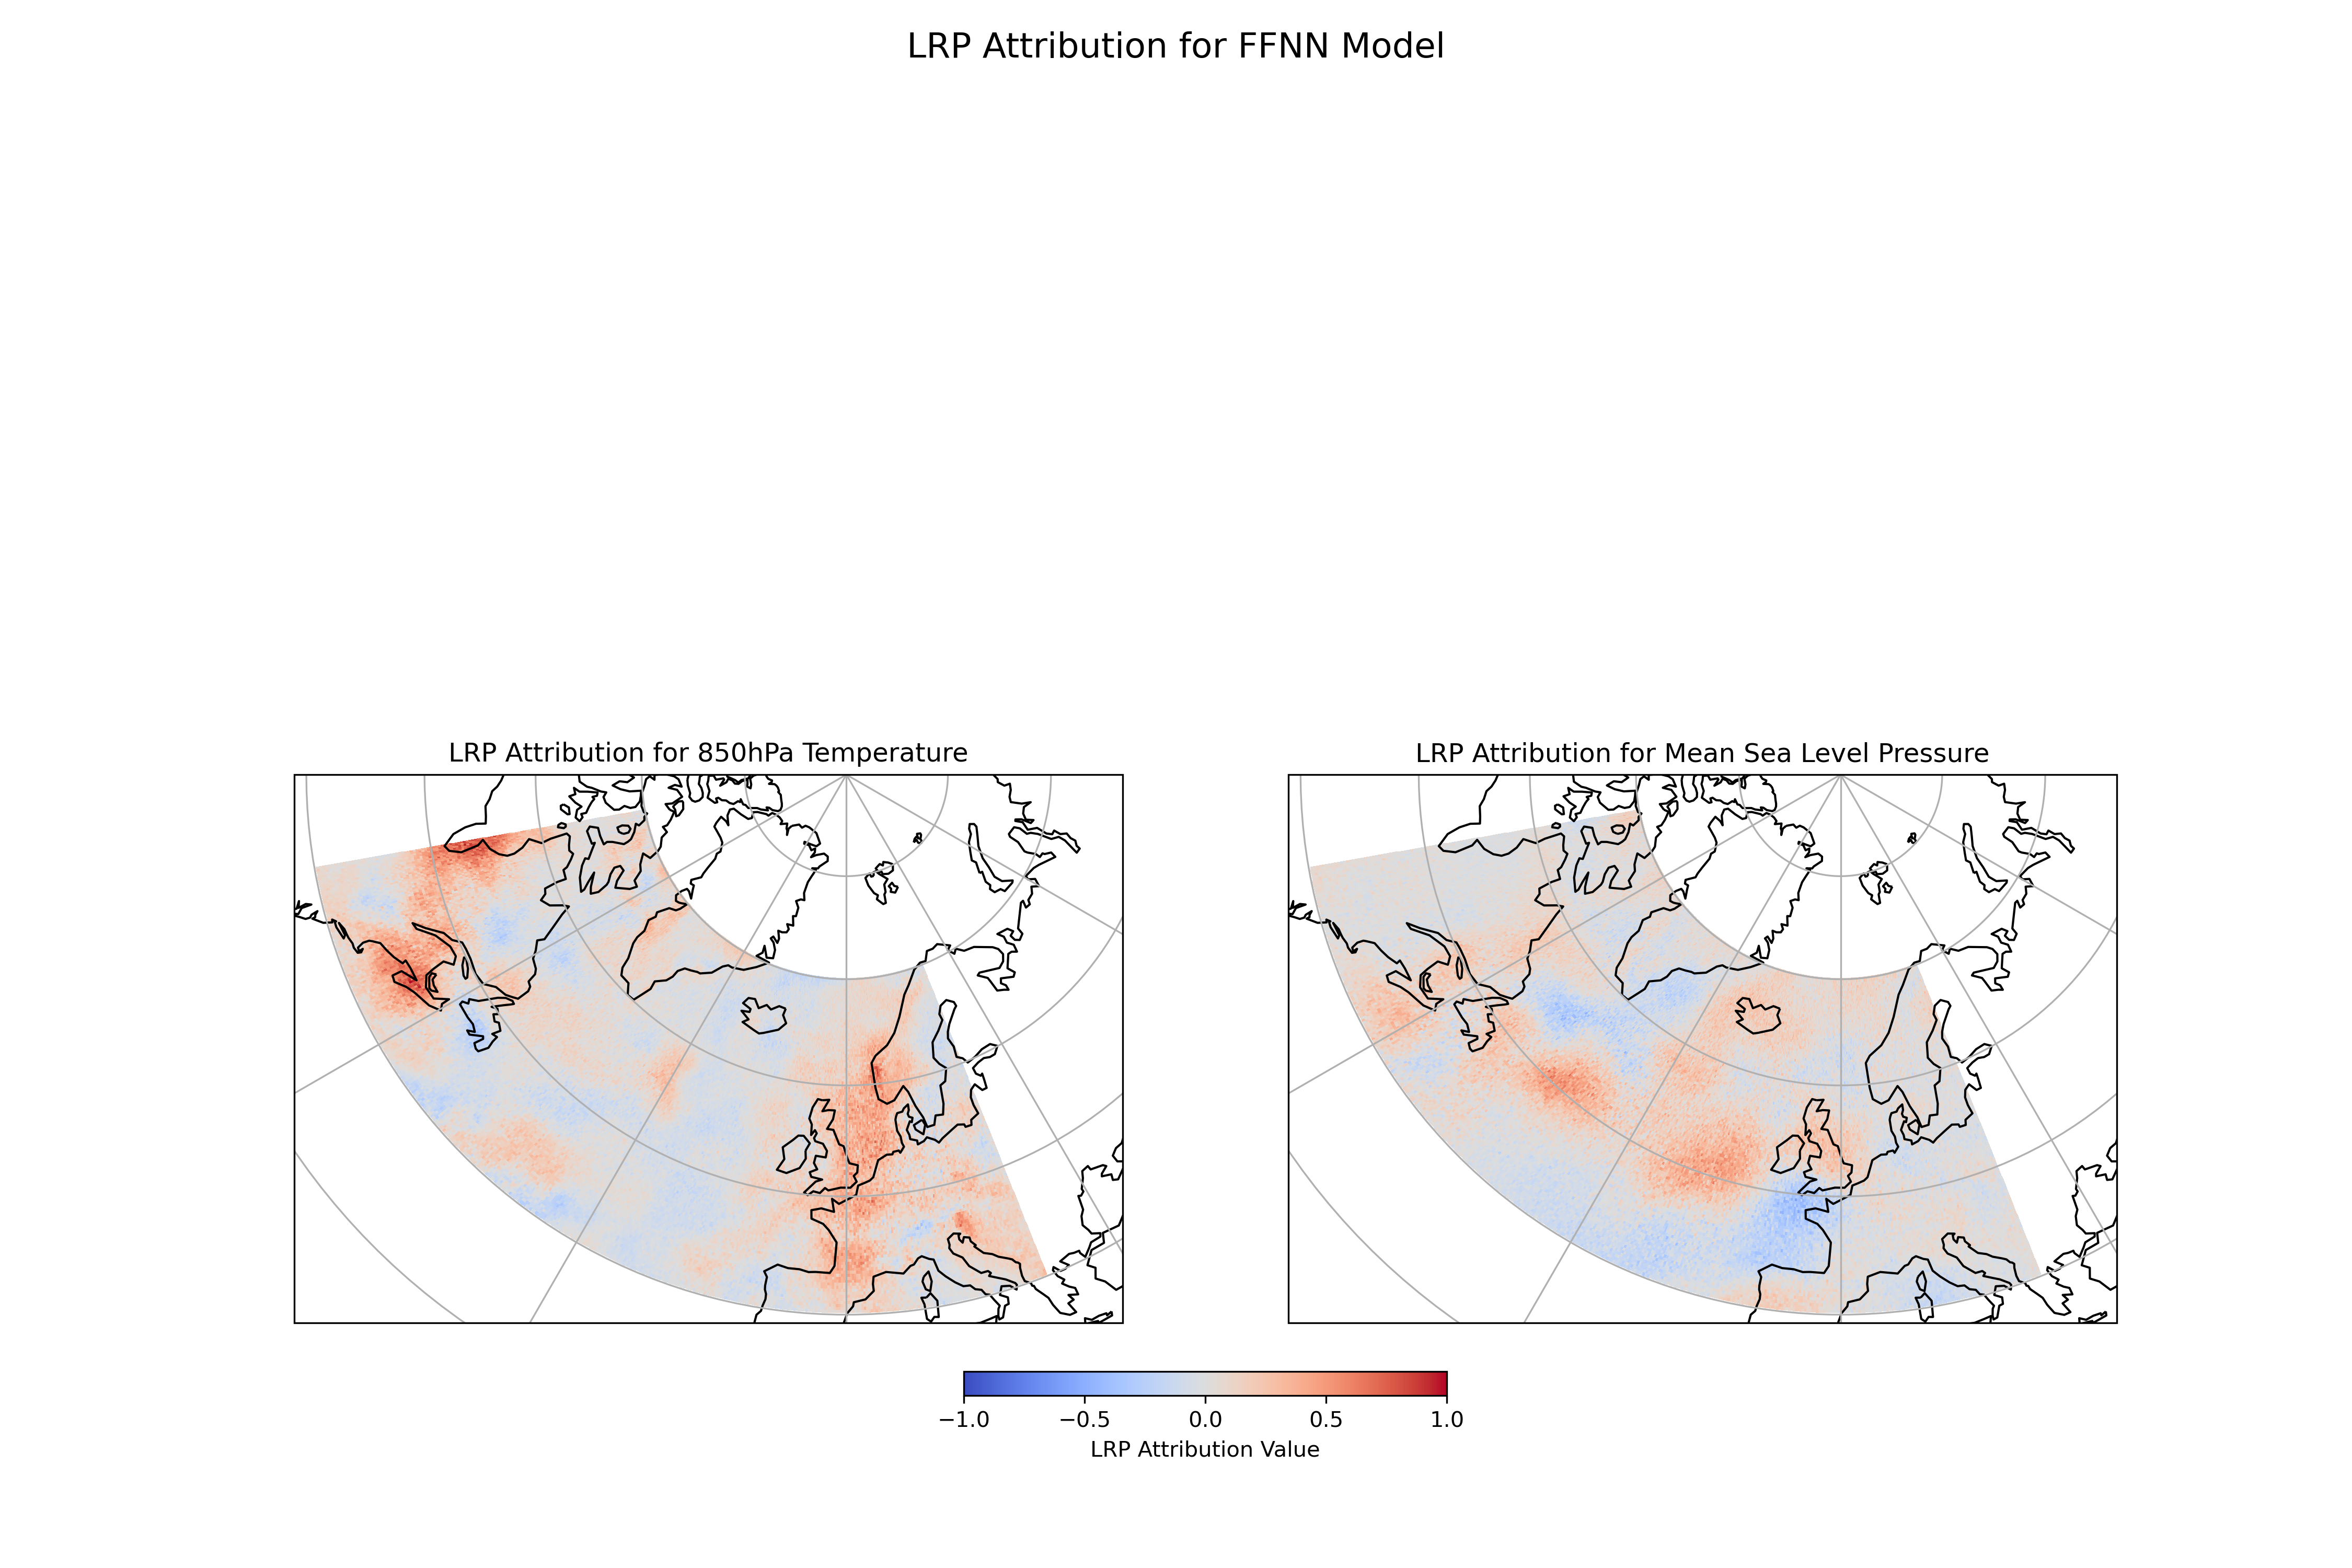 LRP Attribution for FFNN Model
LRP Attribution for 850hPa Temperature
LRP Attribution for Mean Sea Level Pressure
−1.0 −0.5 0.0 0.5 1.0
LRP Attribution Value